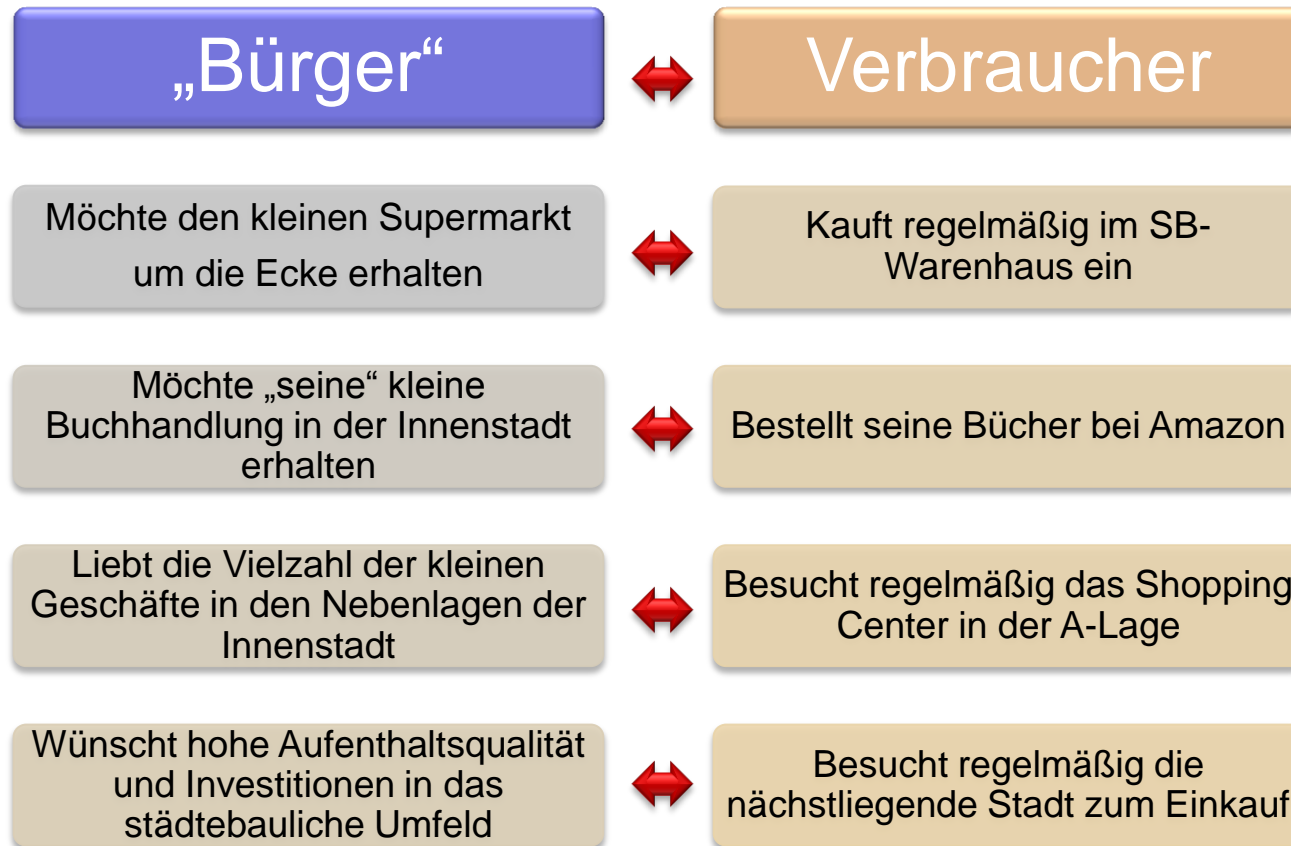 „Bürger“
Verbraucher
Möchte den kleinen Supermarkt
um die Ecke erhalten
Kauft regelmäßig im SB-
Warenhaus ein
Möchte „seine“ kleine
Buchhandlung in der Innenstadt
erhalten
Bestellt seine Bücher bei Amazon
Liebt die Vielzahl der kleinen
Geschäfte in den Nebenlagen der
Innenstadt
Besucht regelmäßig das Shopping
Center in der A-Lage
Wünscht hohe Aufenthaltsqualität
und Investitionen in das
städtebauliche Umfeld
Besucht regelmäßig die
nächstliegende Stadt zum Einkauf